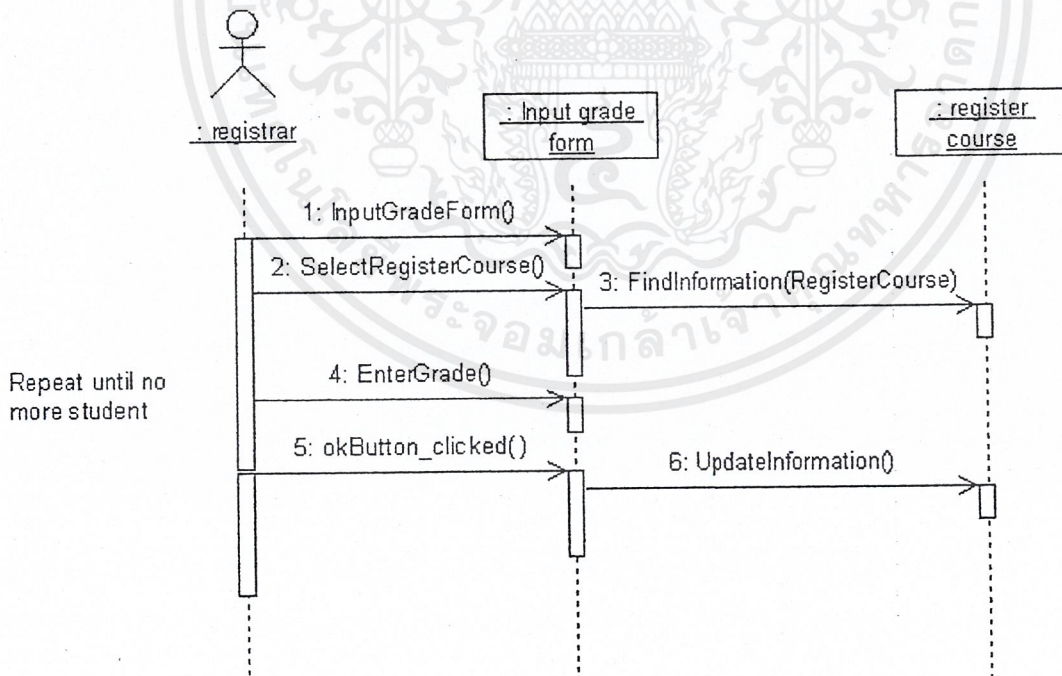 : registrar
: Input grade
form
: register
course
1: InputGradeForm()
2: SelectRegisterCourse()
3: FindInformation(RegisterCourse)
Repeat until no
more student
4: EnterGrade()
5: okButton_clicked()
6: UpdateInformation()